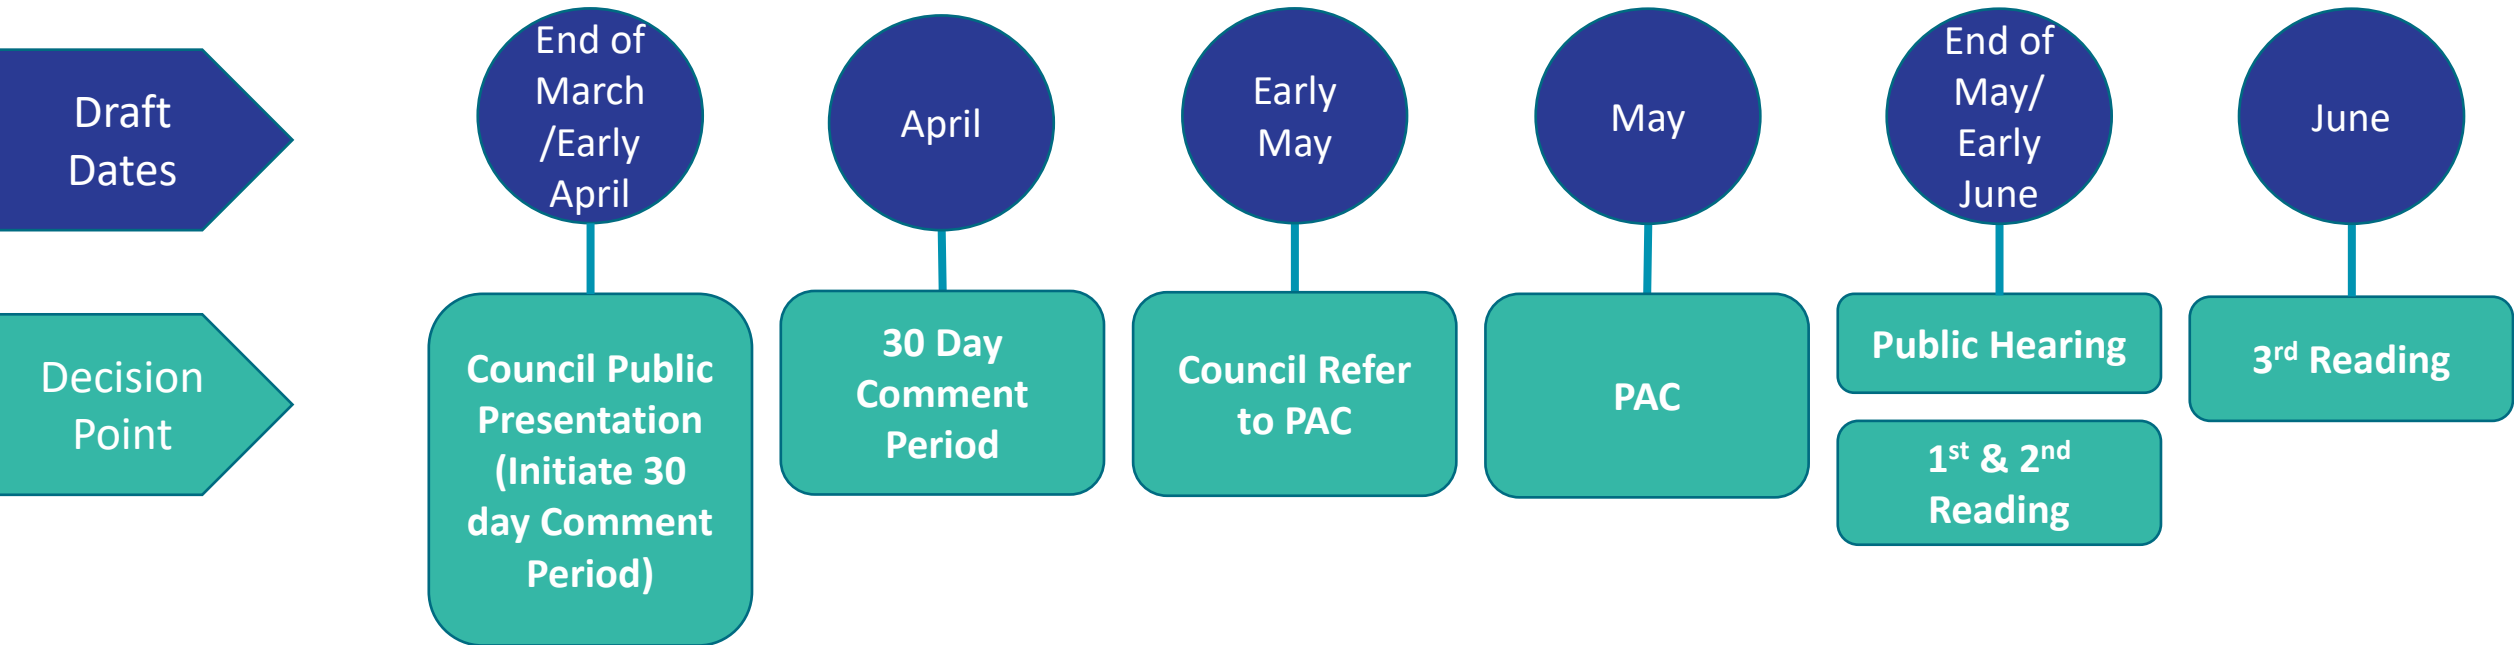 Draft
Dates
End of
March
/Early
April
April
Early
May
May
End of
May/
Early
June
June
Decision
Point
Council Public
Presentation
(Initiate 30
day Comment
Period)
30 Day
Comment
Period
Council Refer
to PAC
PAC
Public Hearing
1st & 2nd
Reading
3rd Reading